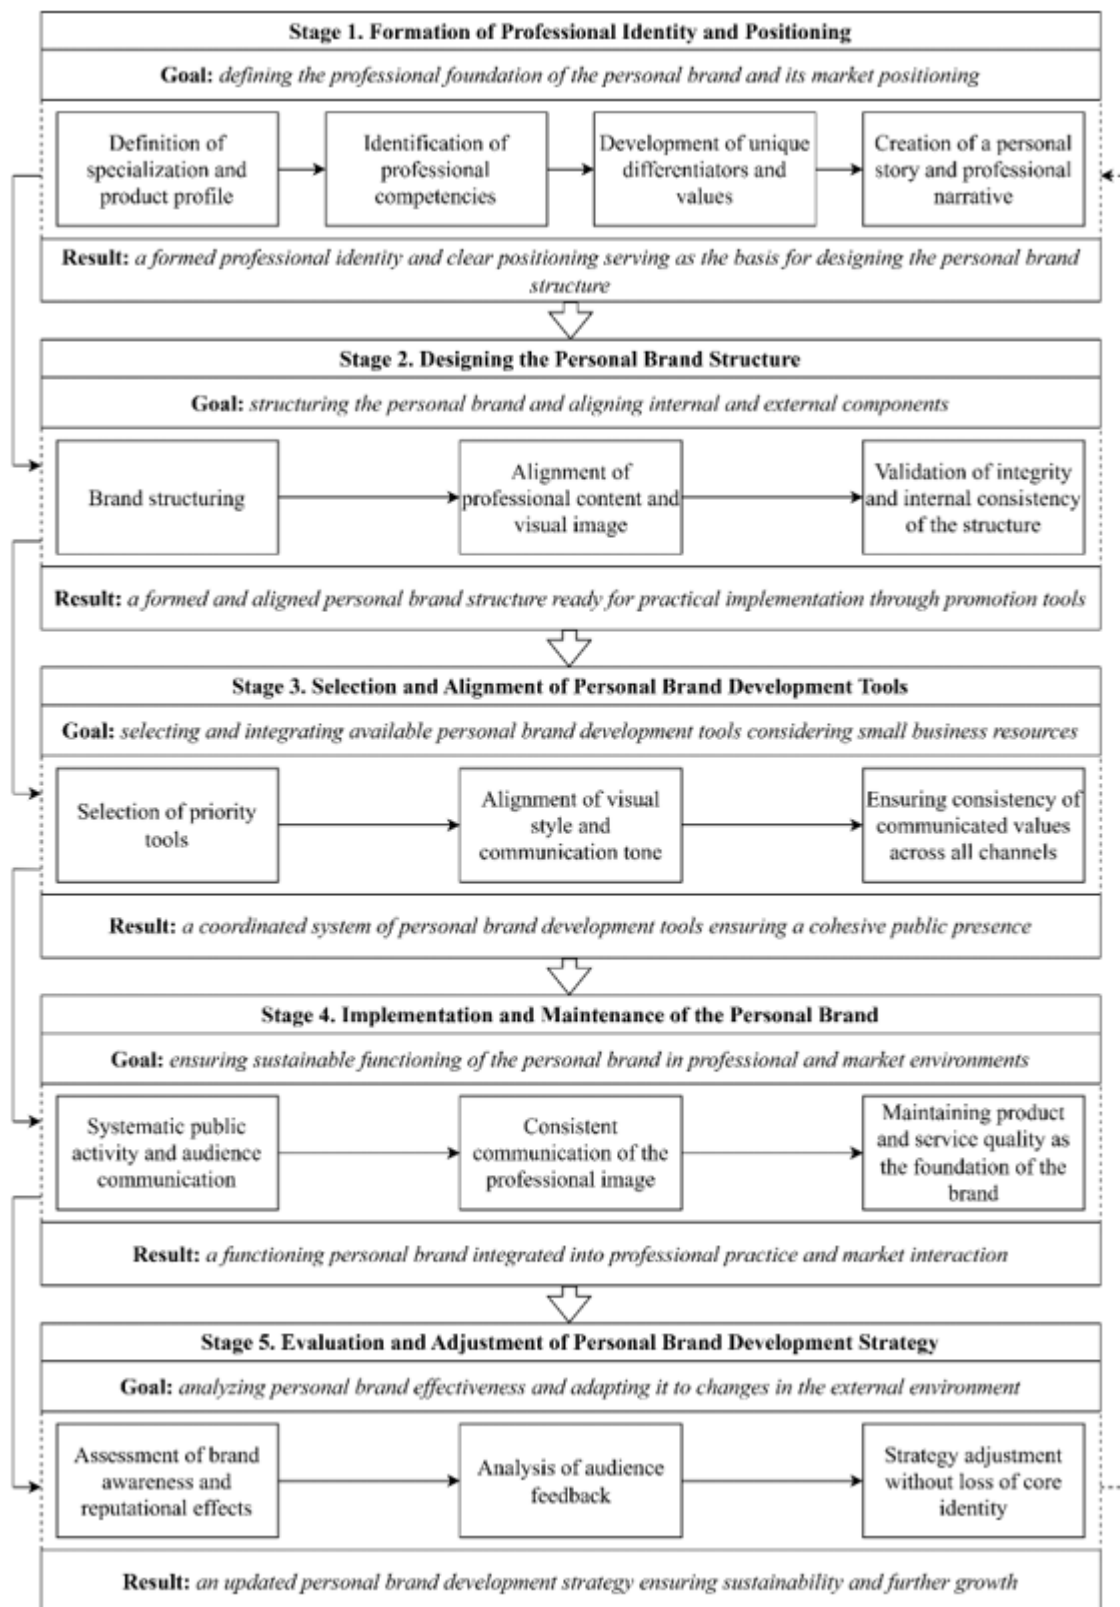 Stage 1. Formation of Professional Identity and Positioning
Goal: defining the professional foundation of the personal brand and its market positioning
Definition of
specialization and
product profile
Identification of
professional
competencies
Development of unique
differentiators and
values
Creation of a personal
story and professional
narrative
Result: a formed professional identity and clear positioning serving as the basis for designing the personal brand
structure
Stage 2. Designing the Personal Brand Structure
Goal: structuring the personal brand and aligning internal and external components
Brand structuring
Alignment of
professional content and
visual image
Validation of integrity
and internal consistency
of the structure
Result: a formed and aligned personal brand structure ready for practical implementation through promotion tools
Stage 3. Selection and Alignment of Personal Brand Development Tools
Goal: selecting and integrating available personal brand development tools considering small business resources
Selection of priority
tools
Alignment of visual
style and
communication tone
Ensuring consistency of
communicated values
across all channels
Result: a coordinated system of personal brand development tools ensuring a cohesive public presence
Stage 4. Implementation and Maintenance of the Personal Brand
Goal: ensuring sustainable functioning of the personal brand in professional and market environments
Systematic public
activity and audience
communication
Consistent
communication of the
professional image
Maintaining product
and service quality as
the foundation of the
brand
Result: a functioning personal brand integrated into professional practice and market interaction
Stage 5. Evaluation and Adjustment of Personal Brand Development Strategy
Goal: analyzing personal brand effectiveness and adapting it to changes in the external environment
Assessment of brand
awareness and
reputational effects
Analysis of audience
feedback
Strategy adjustment
without loss of core
identity
Result: an updated personal brand development strategy ensuring sustainability and further growth